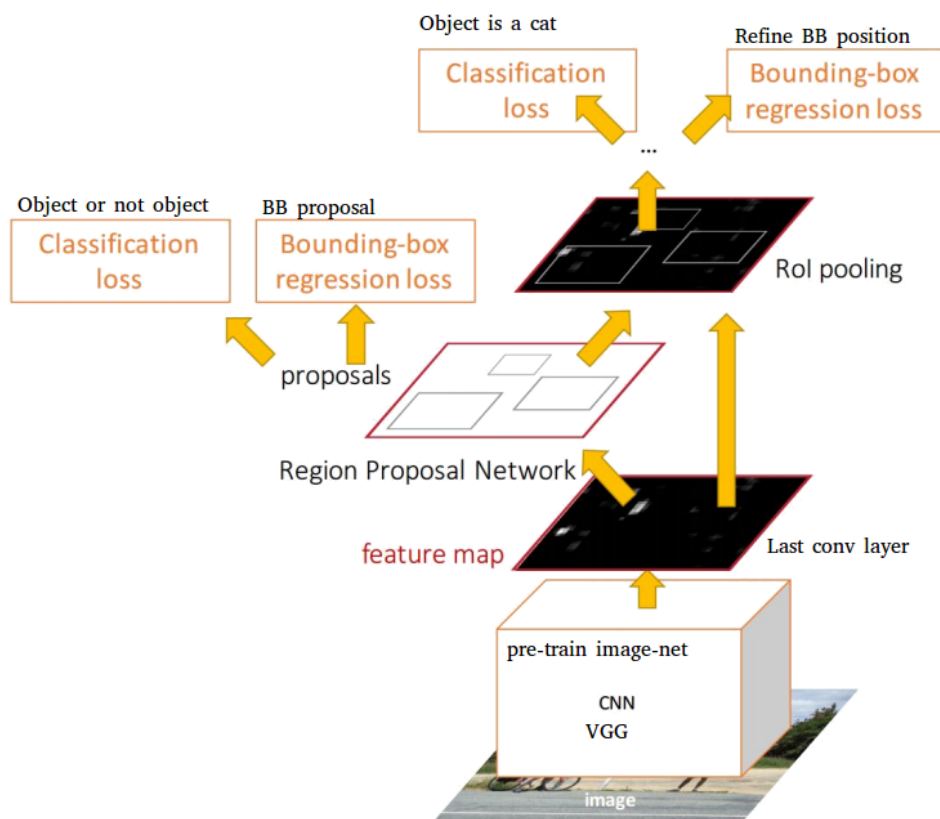 Object is a cat
Classification
loss
Refine BB position
Bounding-box
regression loss
...
Object or not object
Classification
loss
BB proposal
Bounding-box
regression loss
RoI pooling
proposals
Region Proposal Network
feature map
Last conv layer
pre-train image-net
CNN
VGG
image